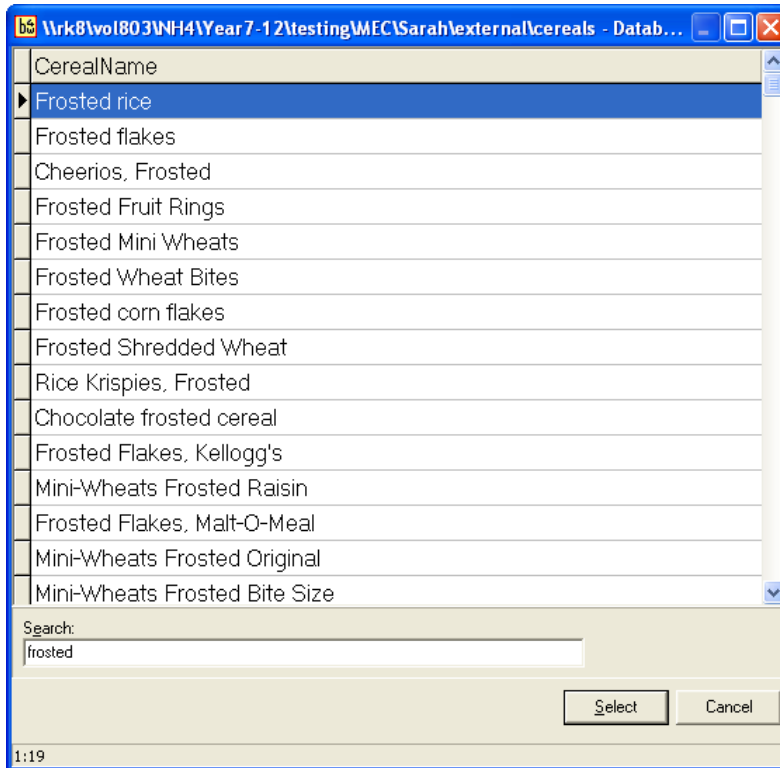 \\rk8\vol803\NH4\Year7-12\testing\MEC\Sarah\external\cereals - Datab...
CerealName
Frosted rice
Frosted flakes
Cheerios, Frosted
Frosted Fruit Rings
Frosted Mini Wheats
Frosted Wheat Bites
Frosted corn flakes
Frosted Shredded Wheat
Rice Krispies, Frosted
Chocolate frosted cereal
Frosted Flakes, Kellogg's
Mini-Wheats Frosted Raisin
Frosted Flakes, Malt-O-Meal
Mini-Wheats Frosted Original
Mini-Wheats Frosted Bite Size
Search:
frosted
Select Cancel
1:19